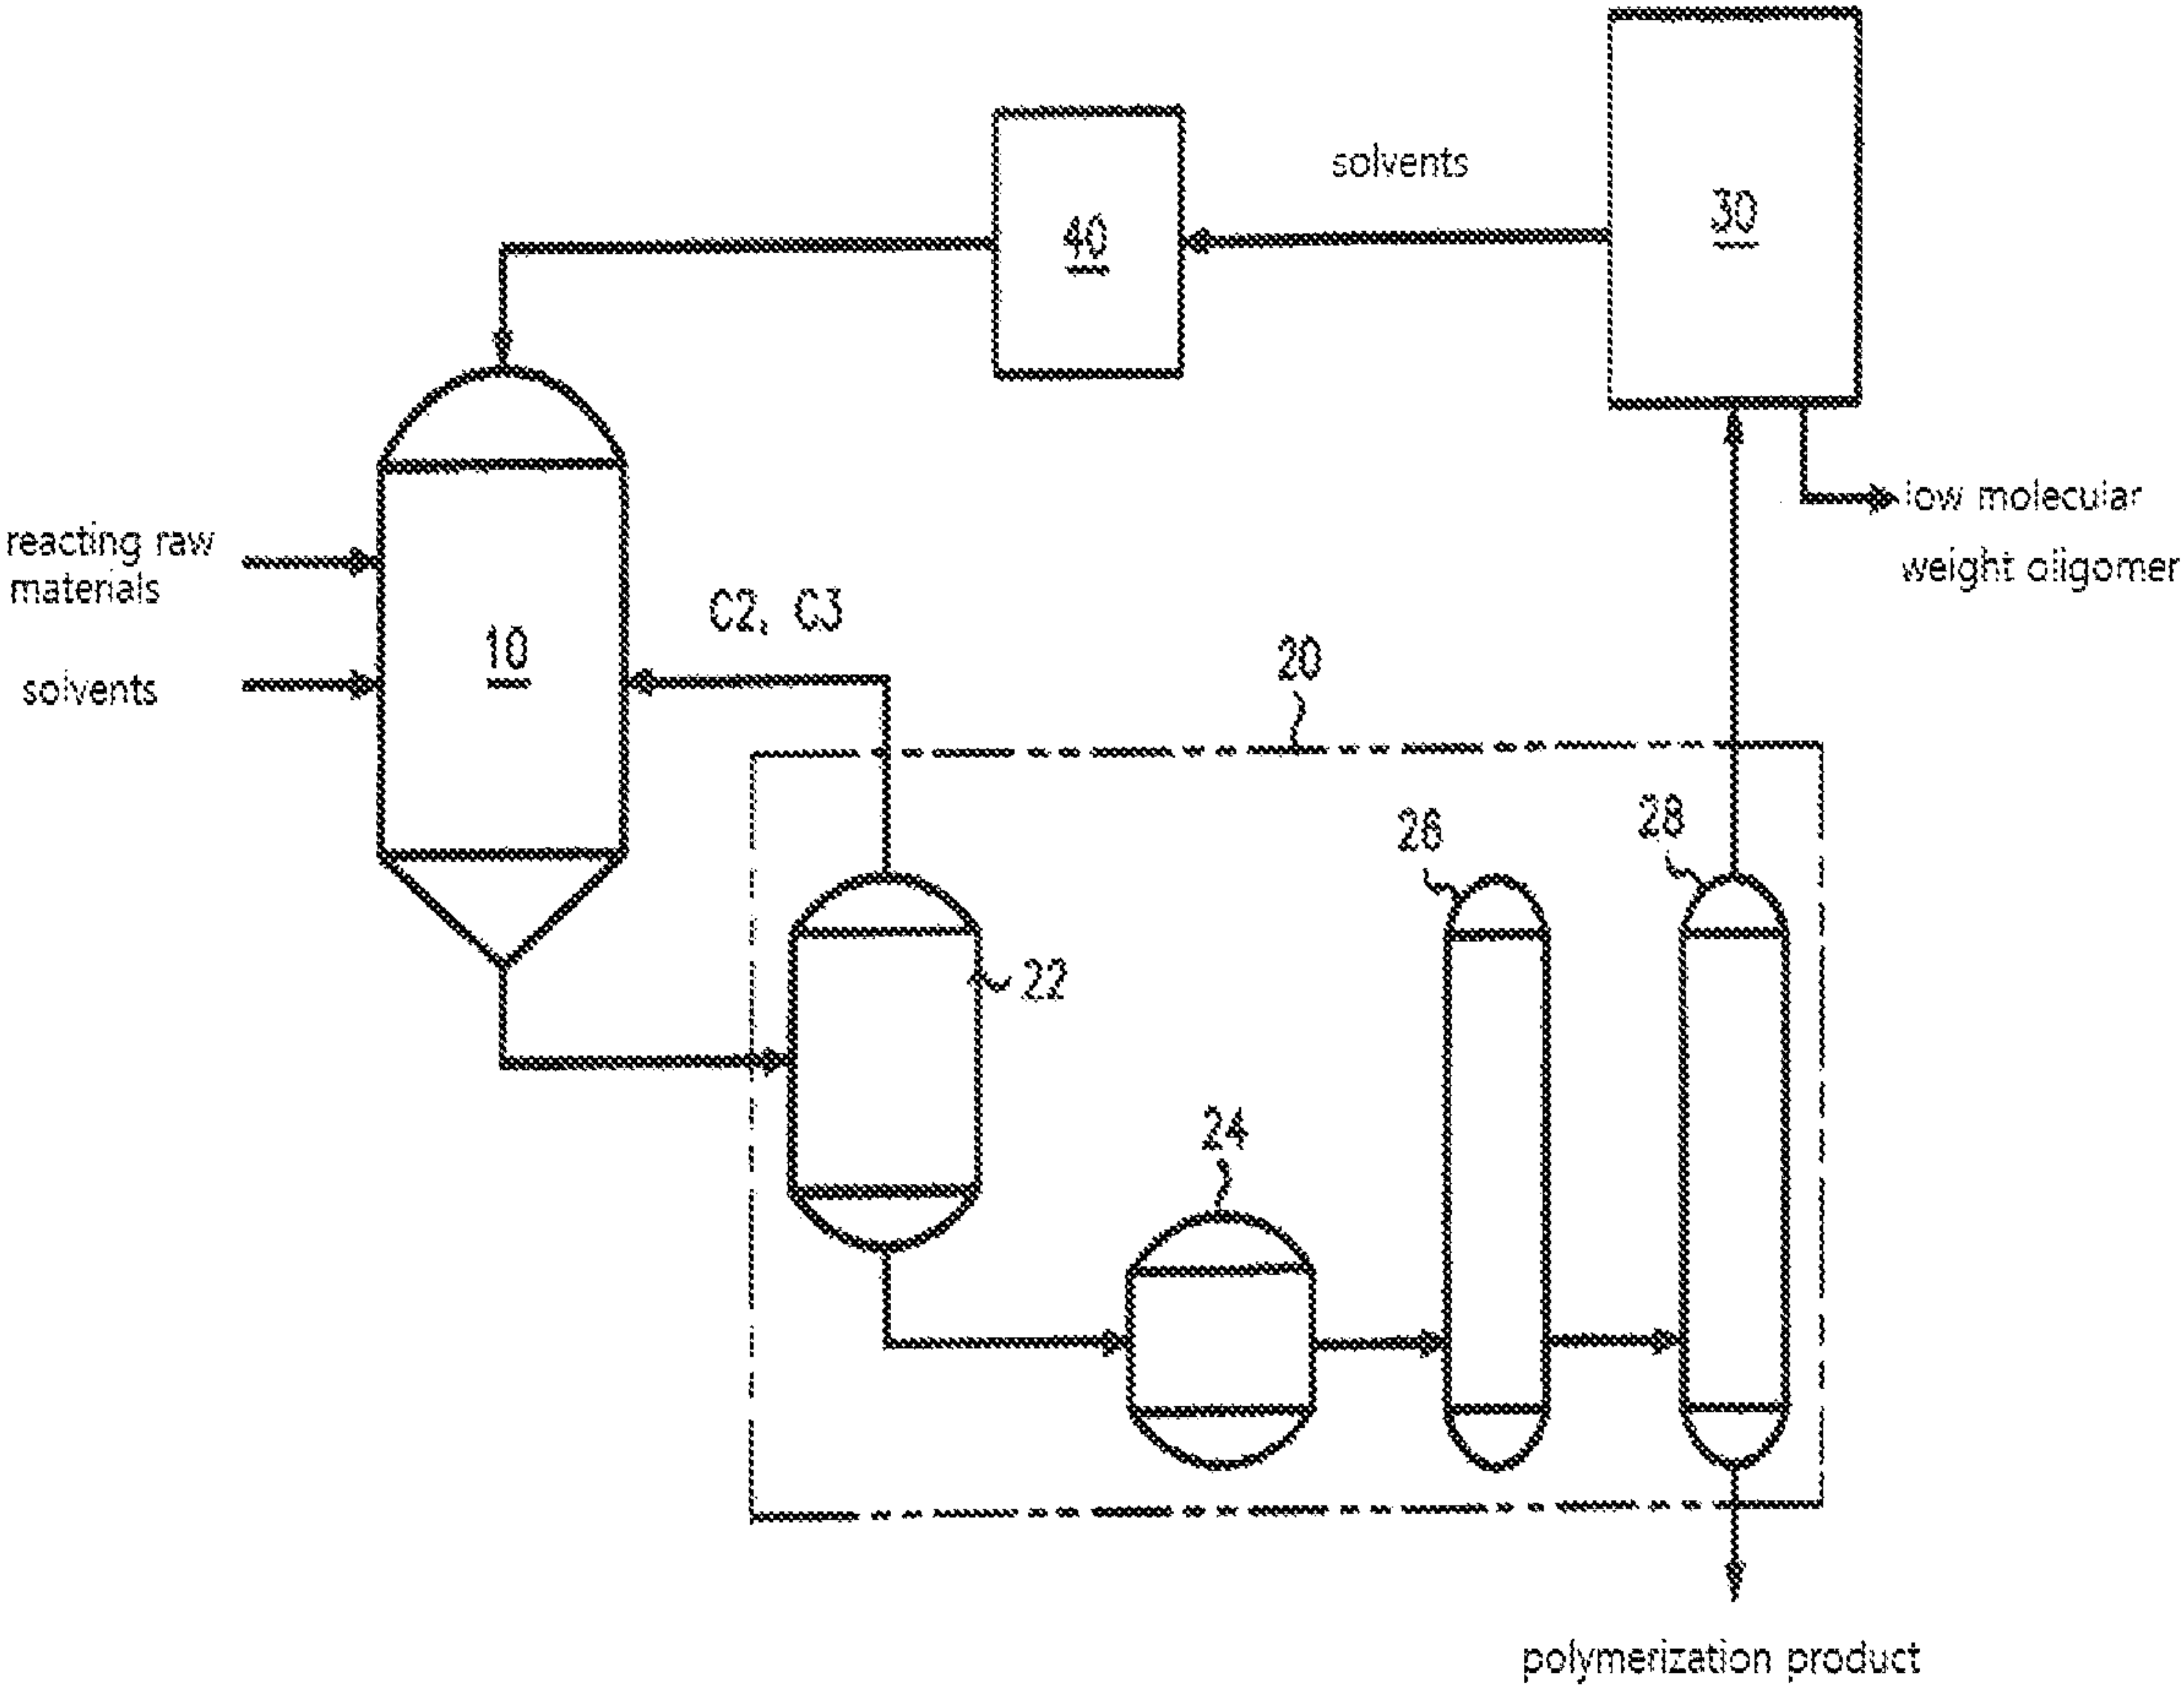 30
solvents
40
low molecular
weight oligomer
reacting raw
materials
C2, C3
10
20
solvents
26
28
22
24
polymerization product